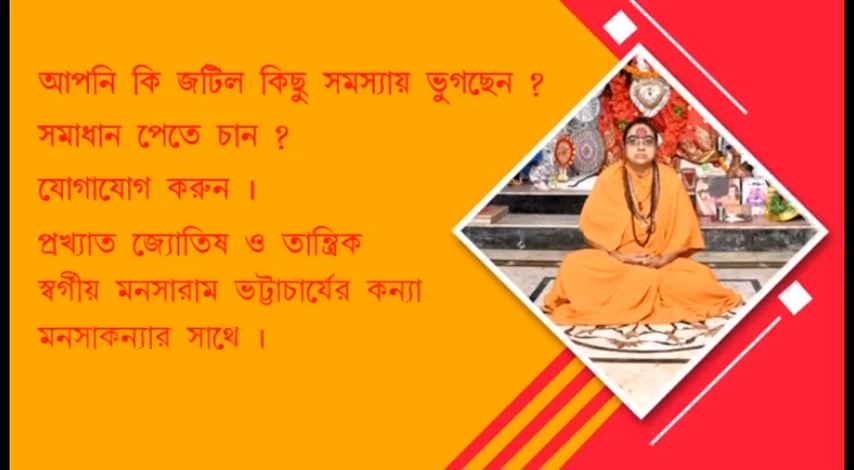 আপনি কি জটিল কিছু সমস্যায় ভুগছেন ?
সমাধান পেতে চান ?
যোগাযোগ করুন ।
প্রখ্যাত জ্যোতিষ ও তান্ত্রিক
স্বর্গীয় মনসারাম ভট্টাচার্যের কন্যা
মনসাকন্যার সাথে ।